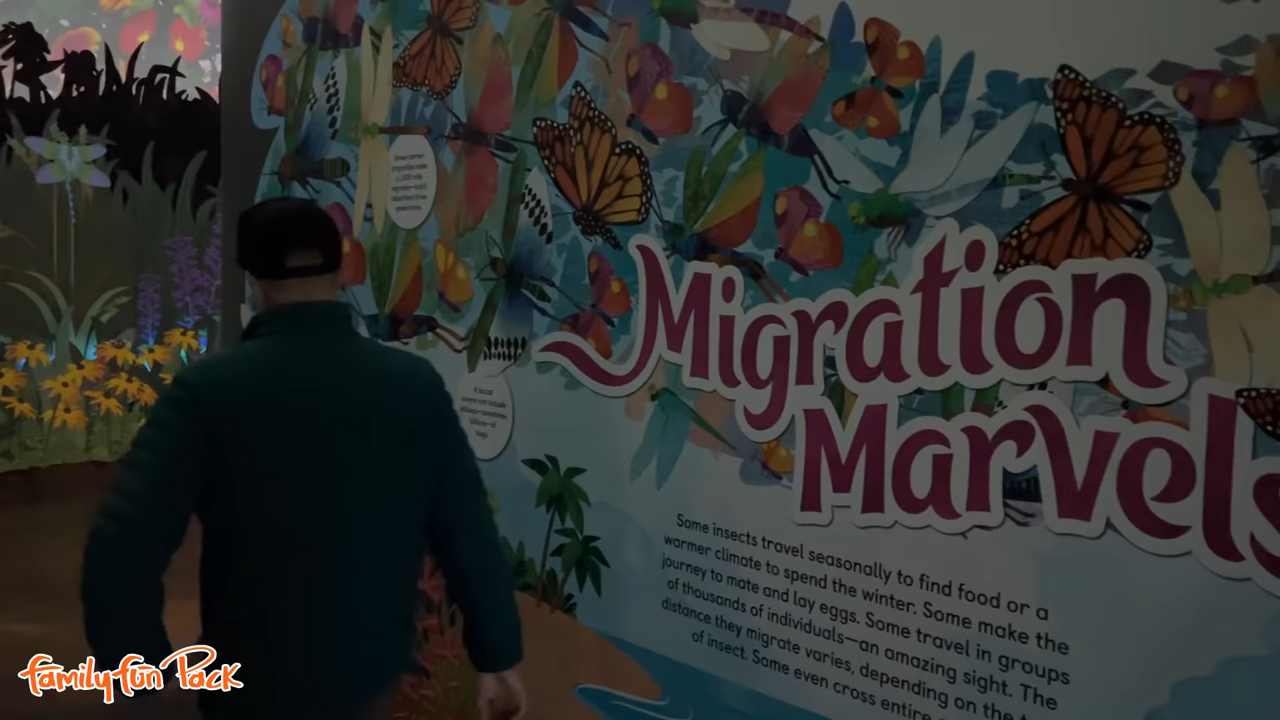 Migration
Marvels
Some insects travel seasonally to find food or a
warmer climate to spend the winter. Some make the
journey to mate and lay eggs. Some travel in groups
of thousands of individuals—an amazing sight. The
distance they migrate varies, depending on the
of insect. Some even cross entire
familyfun Pack